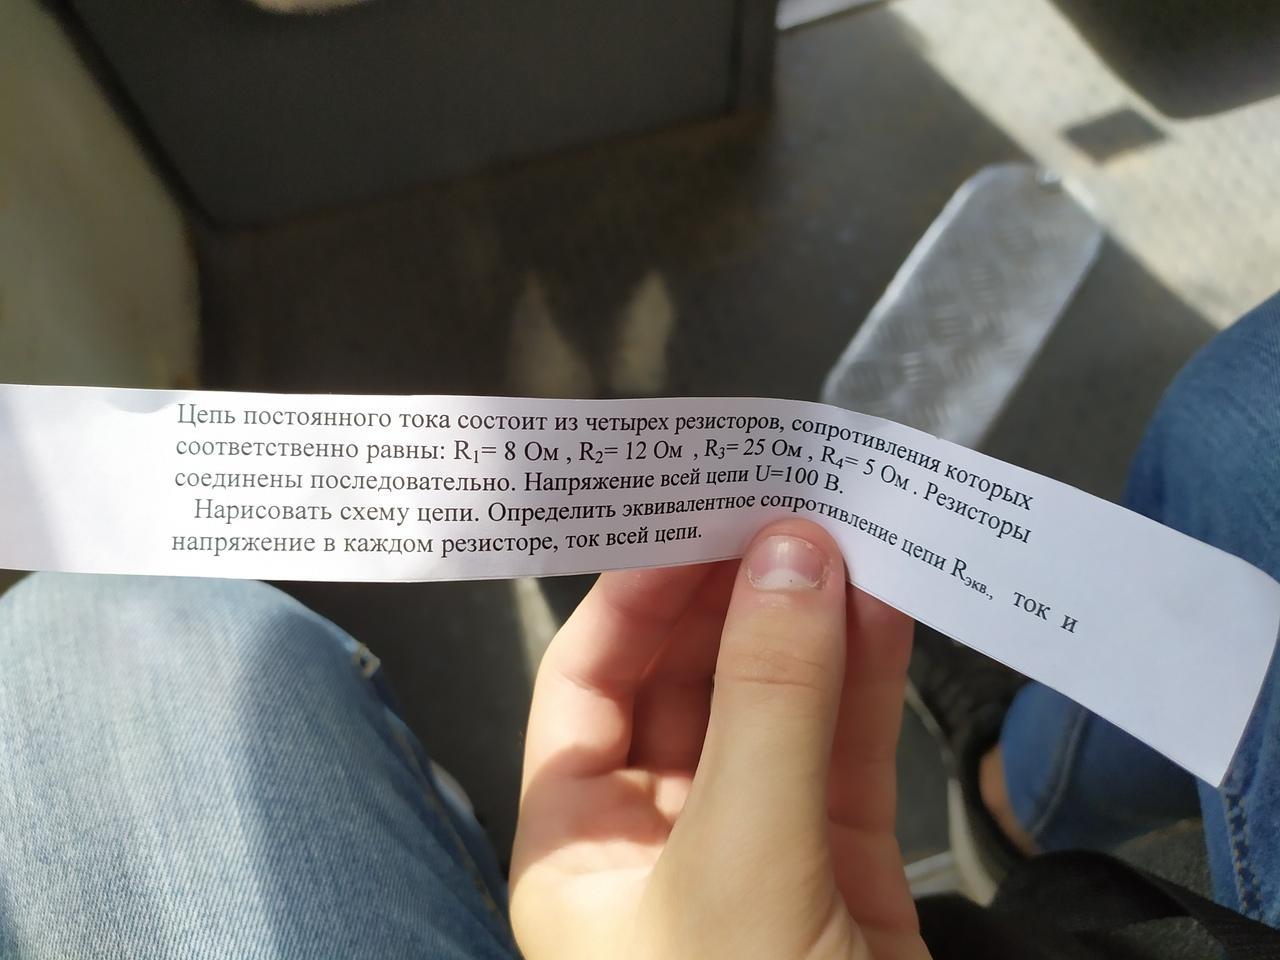 Цепь постоянного тока состоит из четырех резисторов, сопротивления которых
соответственно равны: R₁= 8 Ом , R₂= 12 Ом , R₃= 25 Ом , R₄= 5 Ом . Резисторы
соединены последовательно. Напряжение всей цепи U=100 В.
Нарисовать схему цепи. Определить эквивалентное сопротивление цепи Rэкв., ток и
напряжение в каждом резисторе, ток всей цепи.